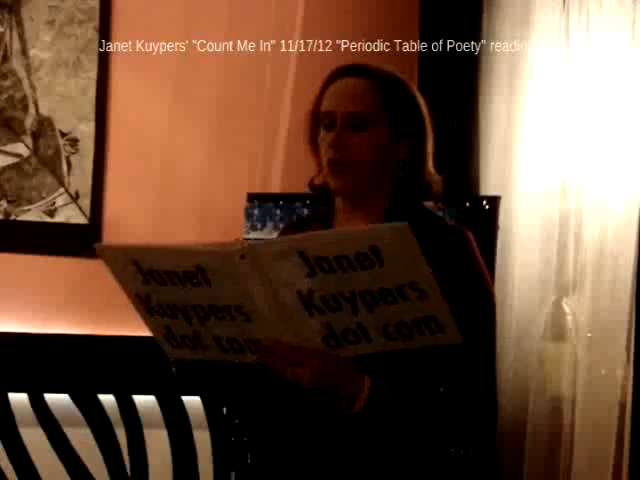 Janet Kuypers' "Count Me In" 11/17/12 "Periodic Table of Poety" reading
Janet
Kuypers
dot com
Janet
Kuypers
dot com